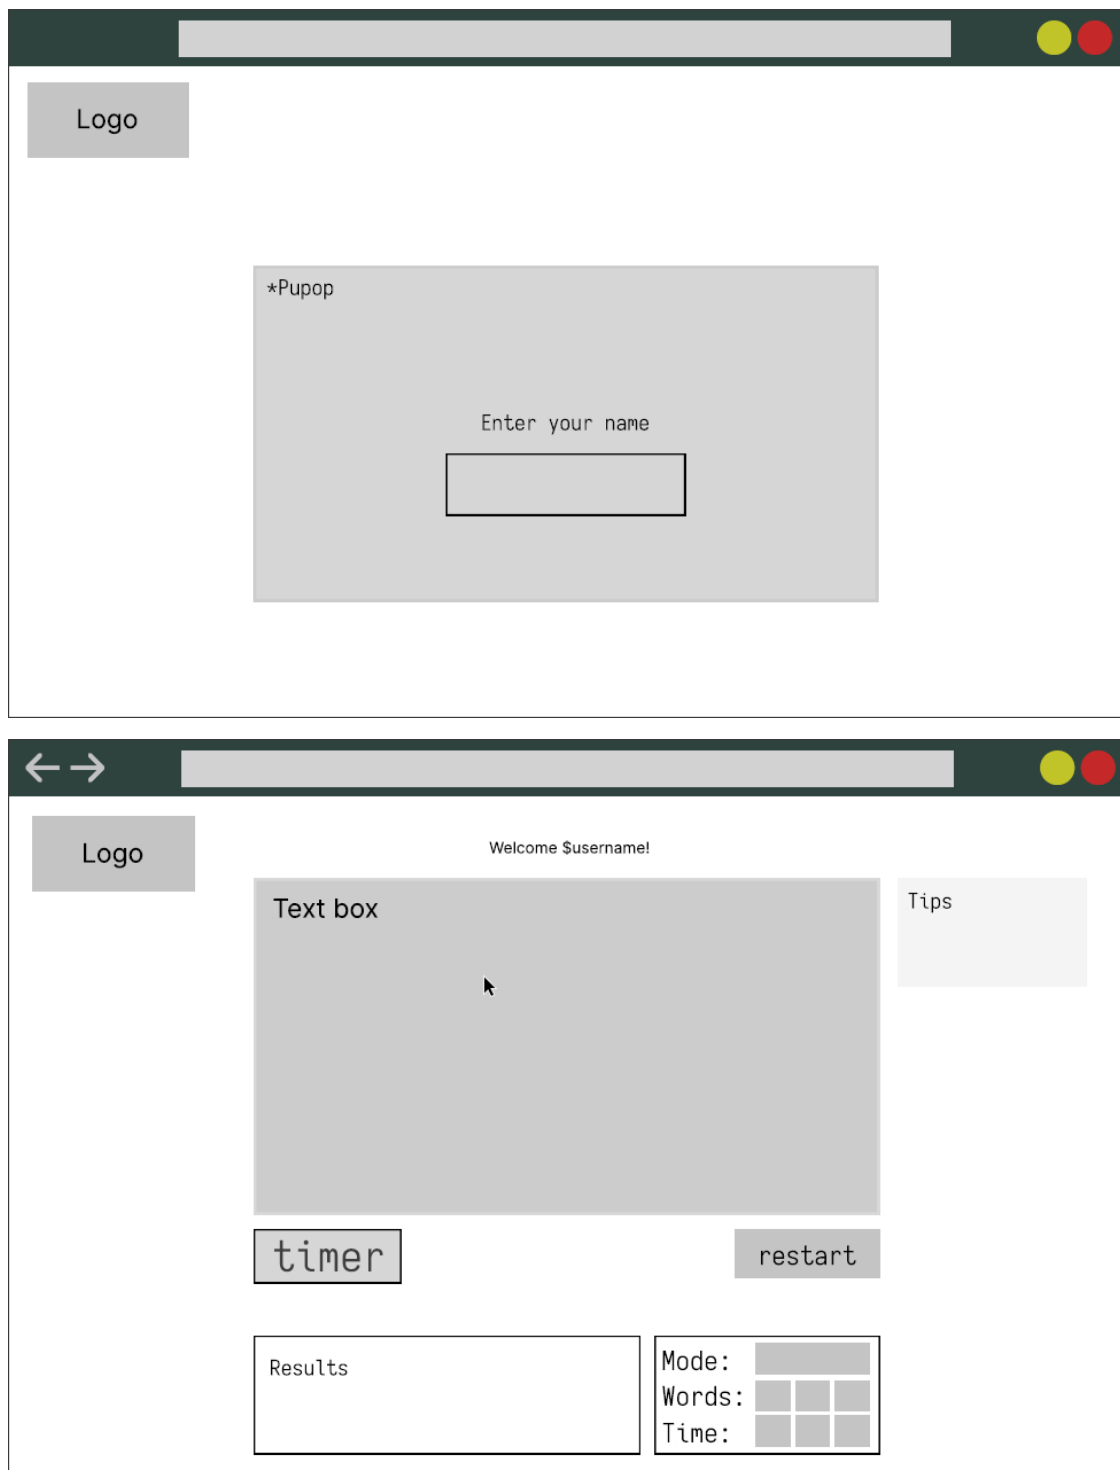 Logo
*Pupop
Enter your name
Logo
Welcome $username!
Text box
Tips
timer
restart
Results
Mode:
Words:
Time: